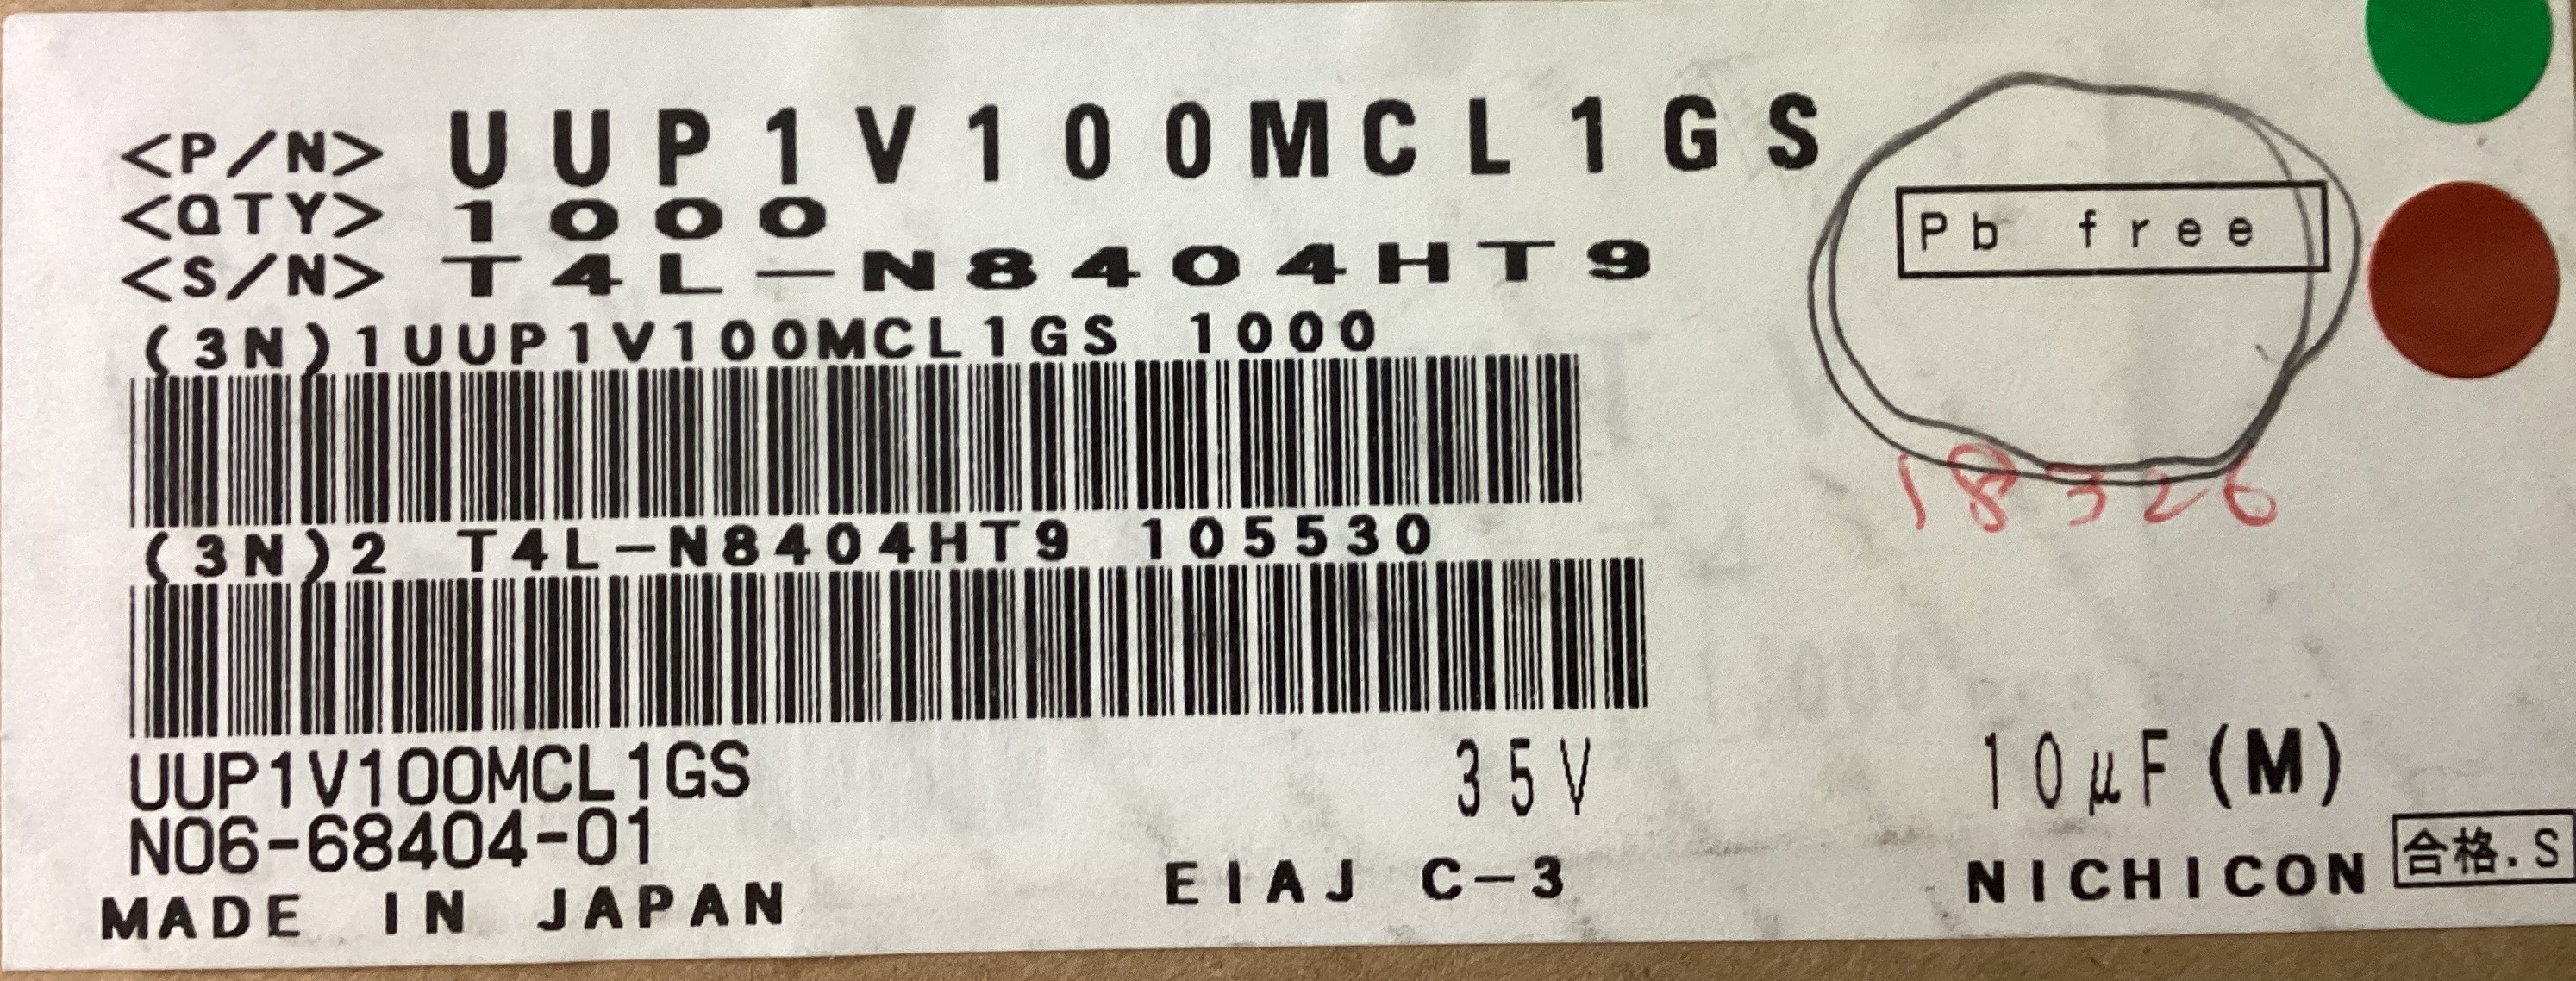 <P/N> UUP1V100MCL1GS
Pb free
<QTY> 1000
<S/N> T4L-N8404HT9
(3N)1UUP1V100MCL1GS 1000
18326
(3N)2 T4L-N8404HT9 105530
UUP1V100MCL1GS 35V 10μF(M)
N06-68404-01
MADE IN JAPAN EIAJ C-3 NICHICON 合格.S